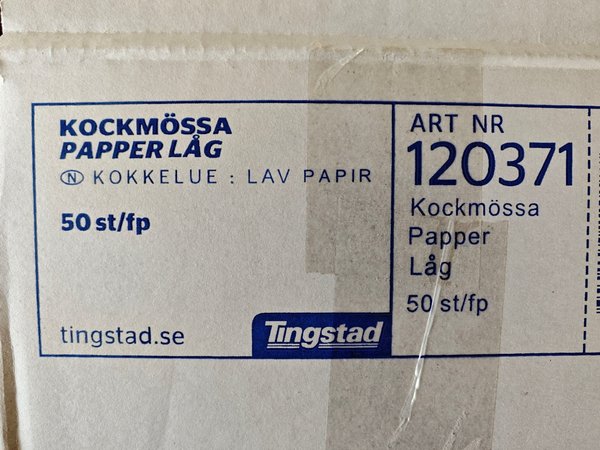 KOCKMÖSSA
PAPPER LÅG
N KOKKELUE : LAV PAPIR
50 st/fp
tingstad.se
Tingstad
ART NR
120371
Kockmössa
Papper
Låg
50 st/fp